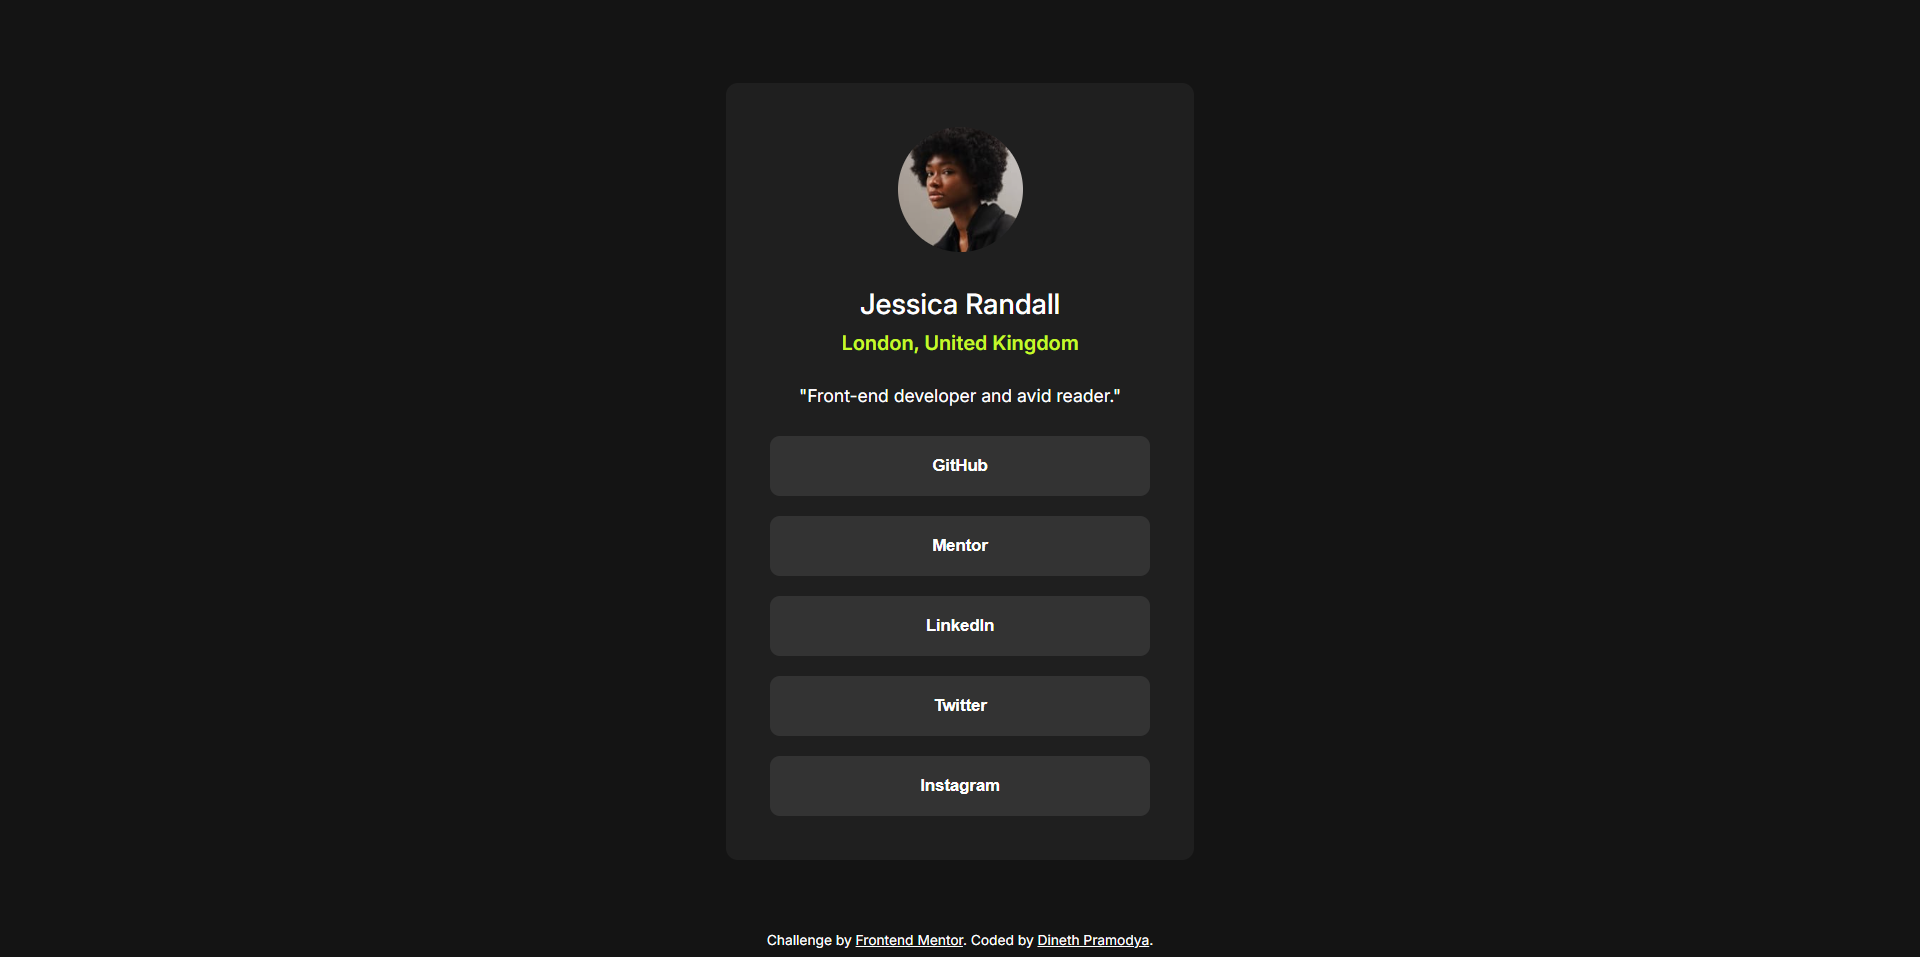 Jessica Randall
London, United Kingdom
"Front-end developer and avid reader."
GitHub
Mentor
LinkedIn
Twitter
Instagram
Challenge by Frontend Mentor. Coded by Dineth Pramodya.